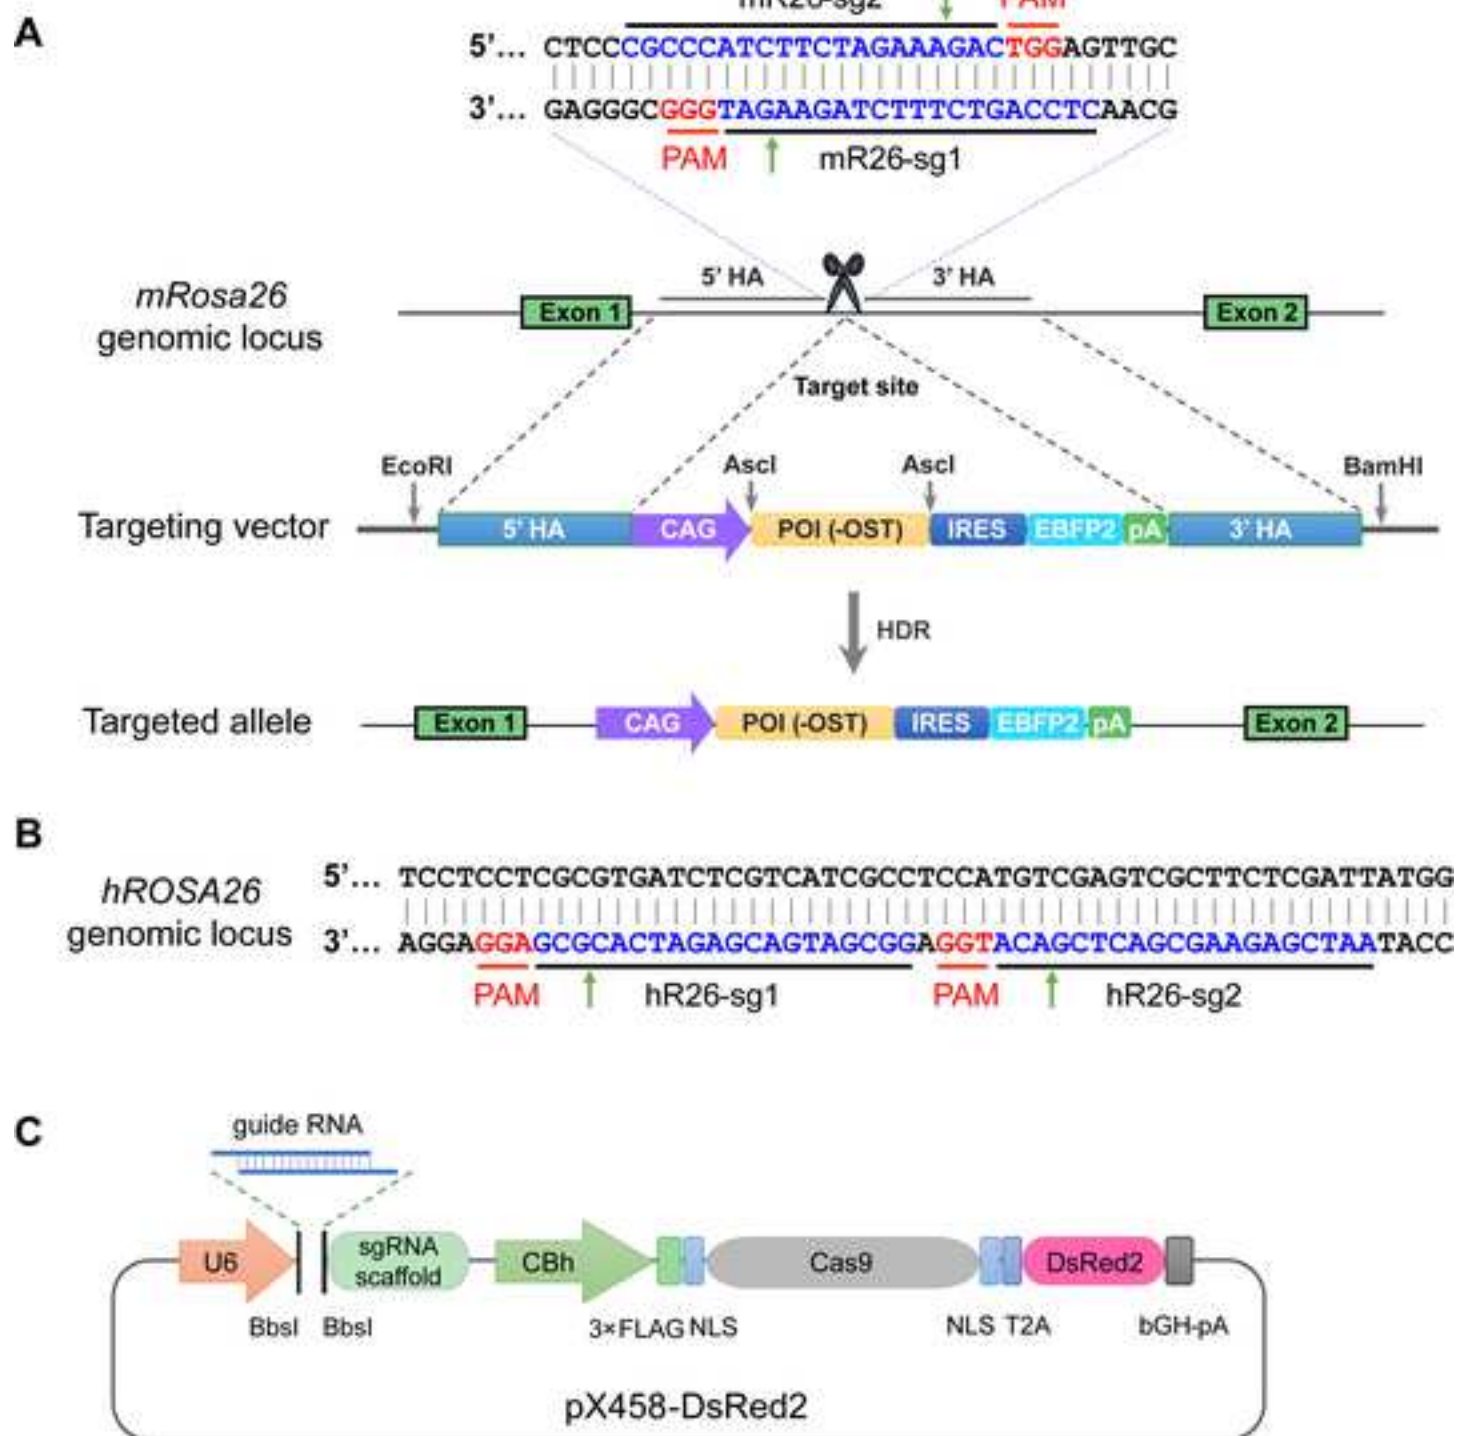 A
mR26-sg2 PAM
5'... CTCCCGCCCATCTTCTAGAAAGACTGGAGTTGC
3'... GAGGGCGGGTAGAAGATCTTTCTGACCTCAACG
PAM mR26-sg1
5' HA 3' HA
mRosa26
genomic locus
Exon 1 Exon 2
Target site
EcoRI AscI AscI BamHI
Targeting vector 5' HA CAG POI (-OST) IRES EBFP2 pA 3' HA
HDR
Targeted allele Exon 1 CAG POI (-OST) IRES EBFP2 pA Exon 2
B
hROSA26
genomic locus
5'... TCCTCCTCGCGTGATCTCGTCATCGCCTCCATGTCGAGTCGCTTCTCGATTATGG
3'... AGGAGGAGCGCACTAGAGCAGTAGCGGAGGTACAGCTCAGCGAAGAGCTAATACC
PAM hR26-sg1 PAM hR26-sg2
C
guide RNA
U6 sgRNA scaffold CBh Cas9 DsRed2
BbsI BbsI 3×FLAG NLS NLS T2A bGH-pA
pX458-DsRed2